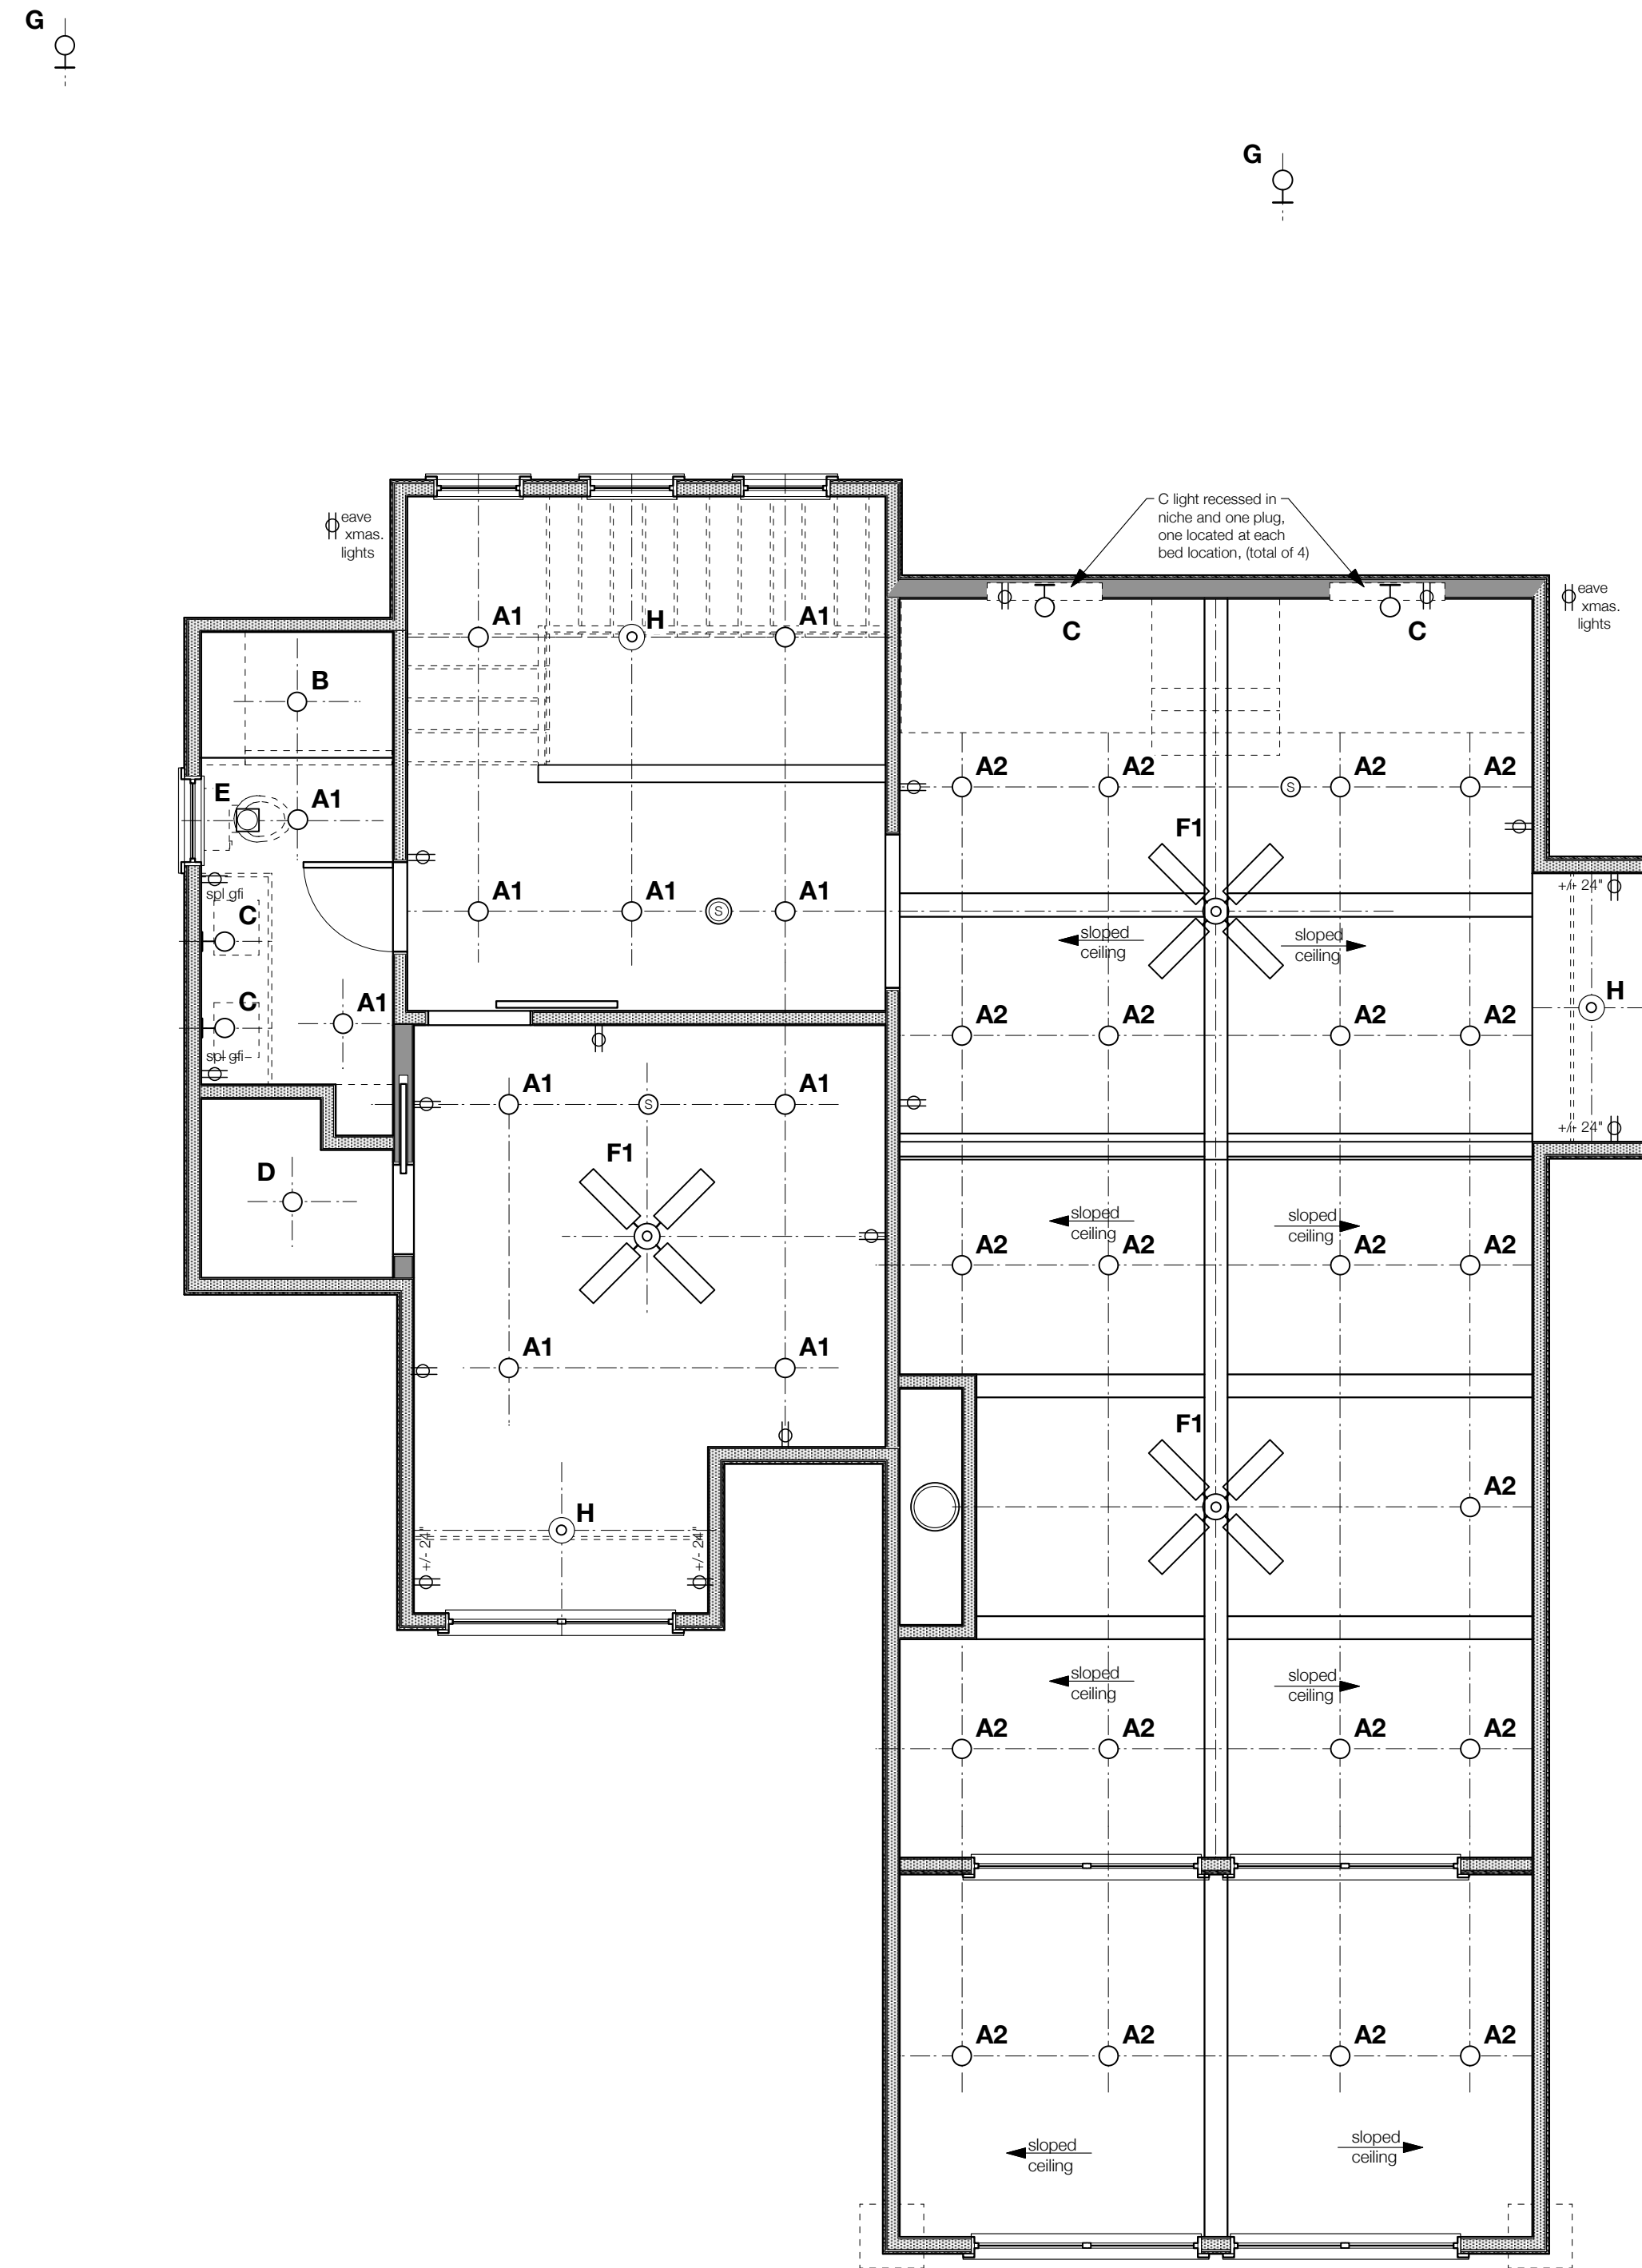 G
G
C light recessed in
niche and one plug,
one located at each
bed location, (total of 4)
eave
xmas.
lights
eave
xmas.
lights
A1
H
A1
C
C
B
A2
A2
S
A2
A2
E
A1
F1
spl gfi
+/- 24"
C
A1
A1
S
A1
sloped
ceiling
sloped
ceiling
C
A1
H
A2
A2
A2
A2
spl gfi
A1
S
A1
+/- 24"
F1
D
sloped
ceiling
sloped
ceiling
A2
A2
A2
A2
A1
A1
F1
A2
H
+/- 24"
+/- 24"
sloped
ceiling
sloped
ceiling
A2
A2
A2
A2
A2
A2
A2
A2
sloped
ceiling
sloped
ceiling